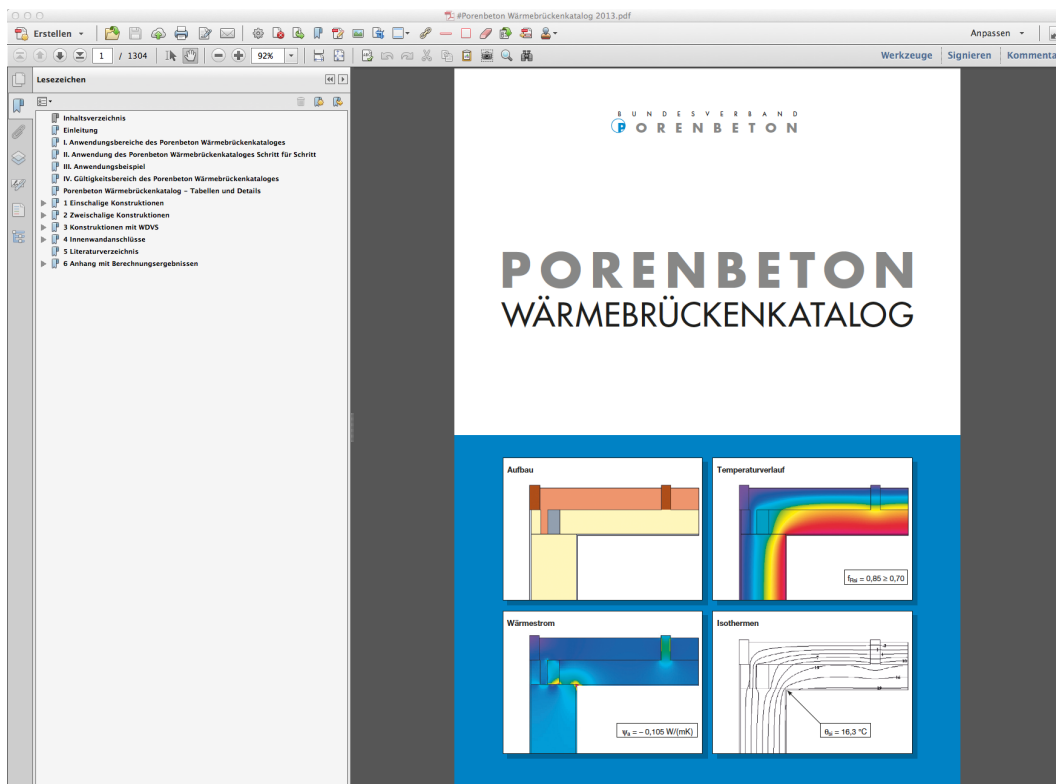 #Porenbeton Wärmebrückenkatalog 2013.pdf
Erstellen
Anpassen
1 / 1304
92%
Werkzeuge Signieren Kommenta
Lesezeichen
Inhaltsverzeichnis
Einleitung
I. Anwendungsbereiche des Porenbeton Wärmebrückenkataloges
II. Anwendung des Porenbeton Wärmebrückenkataloges Schritt für Schritt
III. Anwendungsbeispiel
IV. Gültigkeitsbereich des Porenbeton Wärmebrückenkataloges
Porenbeton Wärmebrückenkatalog – Tabellen und Details
1 Einschalige Konstruktionen
2 Zweischalige Konstruktionen
3 Konstruktionen mit WDVS
4 Innenwandanschlüsse
5 Literaturverzeichnis
6 Anhang mit Berechnungsergebnissen
BUNDESVERBAND
PORENBETON
PORENBETON
WÄRMEBRÜCKENKATALOG
Aufbau
Temperaturverlauf
fRsi = 0,85 ≥ 0,70
Wärmestrom
Ψa = – 0,105 W/(mK)
Isothermen
θsi = 16,3 °C